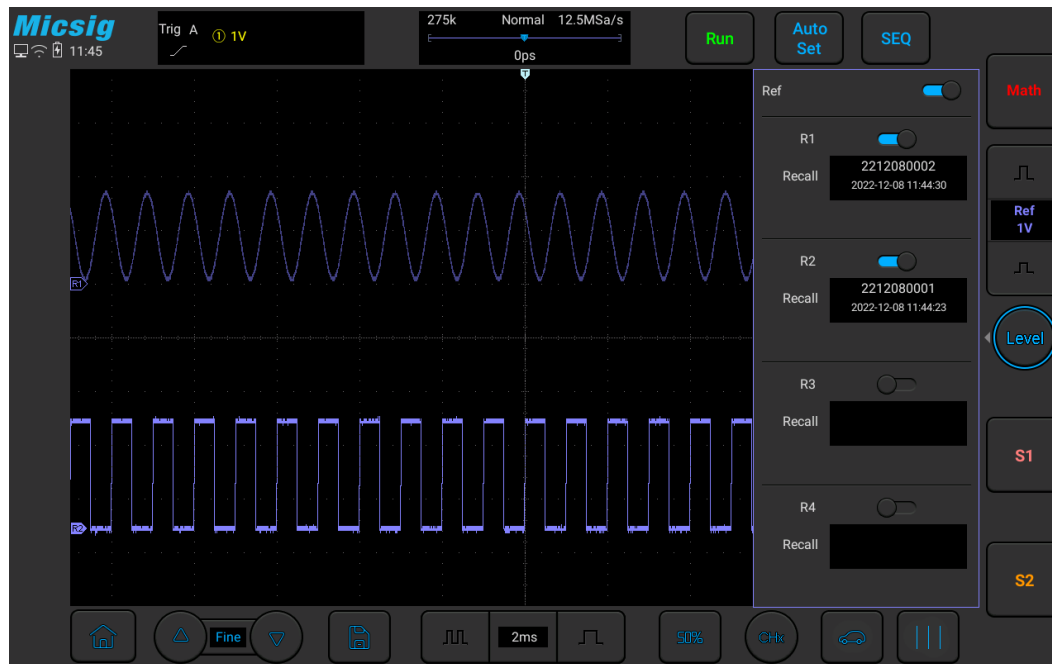 Micsig
11:45
Trig A ① 1V
275k Normal 12.5MSa/s
0ps
T
Run
Auto
Set
SEQ
Math
Ref
R1
Recall
2212080002
2022-12-08 11:44:30
Ref
1V
R1
R2
Recall
2212080001
2022-12-08 11:44:23
Level
R3
Recall
S1
R2
R4
Recall
S2
Fine
2ms
50%
CHx